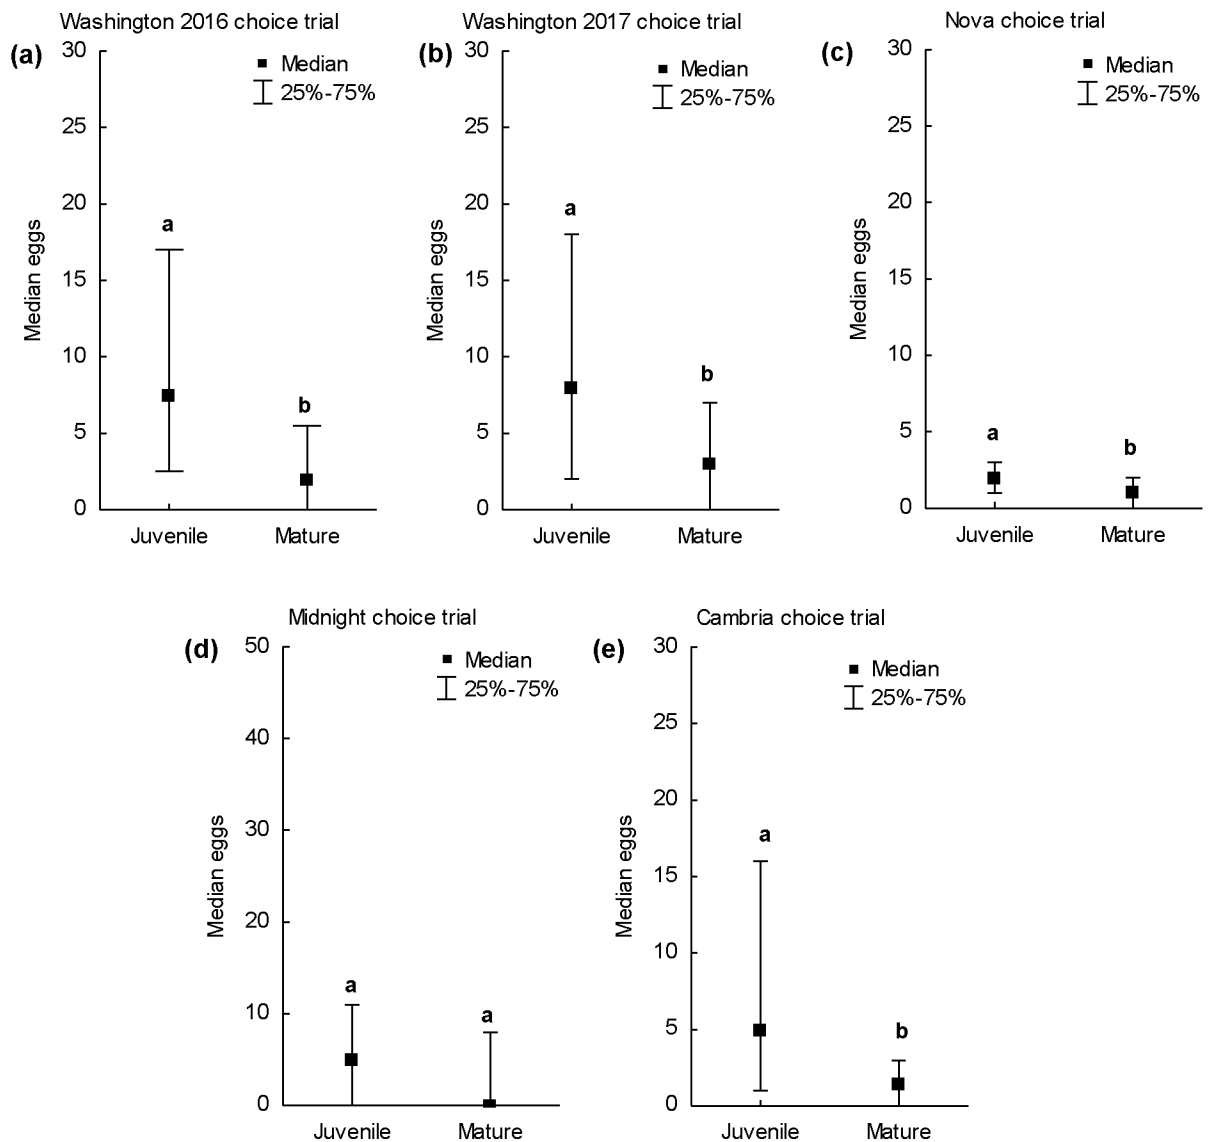 Washington 2016 choice trial
(a)
Median
25%-75%
30
25
20
15
10
5
0
Median eggs
a
b
Juvenile
Mature
Washington 2017 choice trial
(b)
Median
25%-75%
30
25
20
15
10
5
0
Median eggs
a
b
Juvenile
Mature
Nova choice trial
(c)
Median
25%-75%
30
25
20
15
10
5
0
Median eggs
a
b
Juvenile
Mature
Midnight choice trial
(d)
Median
25%-75%
50
40
30
20
10
0
Median eggs
a
a
Juvenile
Mature
Cambria choice trial
(e)
Median
25%-75%
30
25
20
15
10
5
0
Median eggs
a
b
Juvenile
Mature